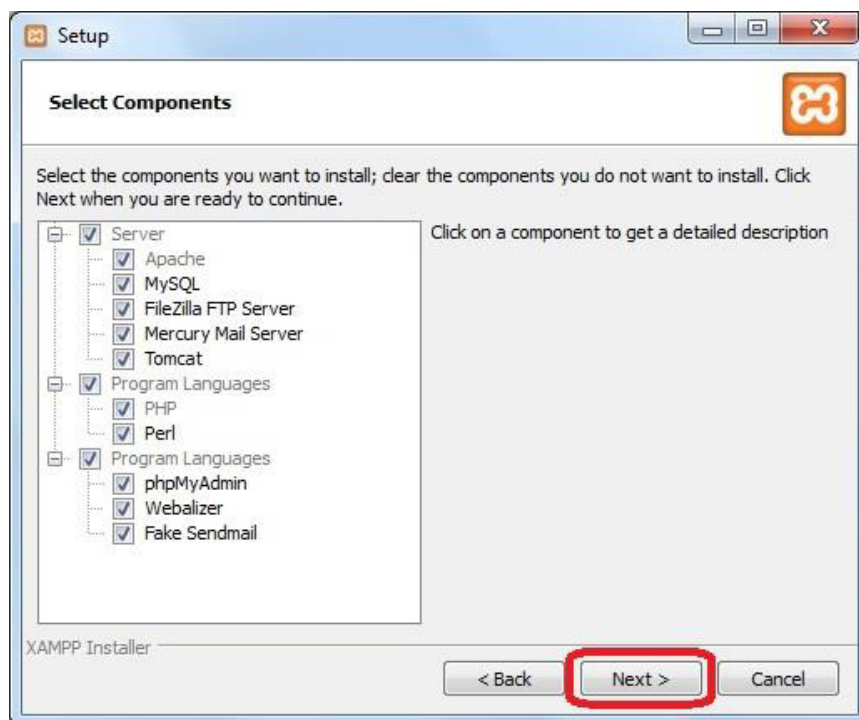 Setup
Select Components
Select the components you want to install; clear the components you do not want to install. Click
Next when you are ready to continue.
Server
Apache
MySQL
FileZilla FTP Server
Mercury Mail Server
Tomcat
Program Languages
PHP
Perl
Program Languages
phpMyAdmin
Webalizer
Fake Sendmail
Click on a component to get a detailed description
XAMPP Installer
< Back
Next >
Cancel